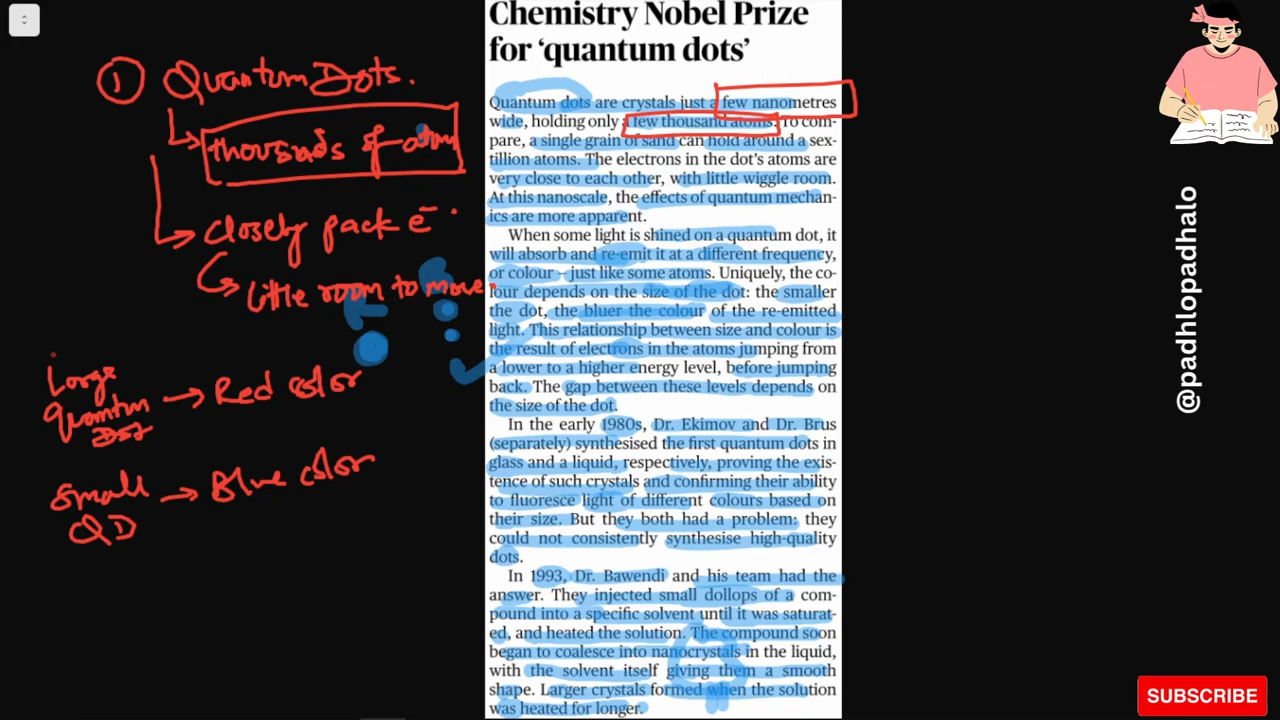 Chemistry Nobel Prize
for ‘quantum dots’
Quantum dots are crystals just a few nanometres
wide, holding only a few thousand atoms. To com-
pare, a single grain of sand can hold around a sex-
tillion atoms. The electrons in the dot's atoms are
very close to each other, with little wiggle room.
At this nanoscale, the effects of quantum mechan-
ics are more apparent.
When some light is shined on a quantum dot, it
will absorb and re-emit it at a different frequency,
or colour – just like some atoms. Uniquely, the co-
lour depends on the size of the dot: the smaller
the dot, the bluer the colour of the re-emitted
light. This relationship between size and colour is
the result of electrons in the atoms jumping from
a lower to a higher energy level, before jumping
back. The gap between these levels depends on
the size of the dot.
In the early 1980s, Dr. Ekimov and Dr. Brus
(separately) synthesised the first quantum dots in
glass and a liquid, respectively, proving the exis-
tence of such crystals and confirming their ability
to fluoresce light of different colours based on
their size. But they both had a problem: they
could not consistently synthesise high-quality
dots.
In 1993, Dr. Bawendi and his team had the
answer. They injected small dollops of a com-
pound into a specific solvent until it was saturat-
ed, and heated the solution. The compound soon
began to coalesce into nanocrystals in the liquid,
with the solvent itself giving them a smooth
shape. Larger crystals formed when the solution
was heated for longer.
① Quantum Dots.
thousands of atom
closely pack e⁻
little room to move
Large
quantum → Red color
Dot
Small → Blue color
QD
@padhlopadhalo
SUBSCRIBE